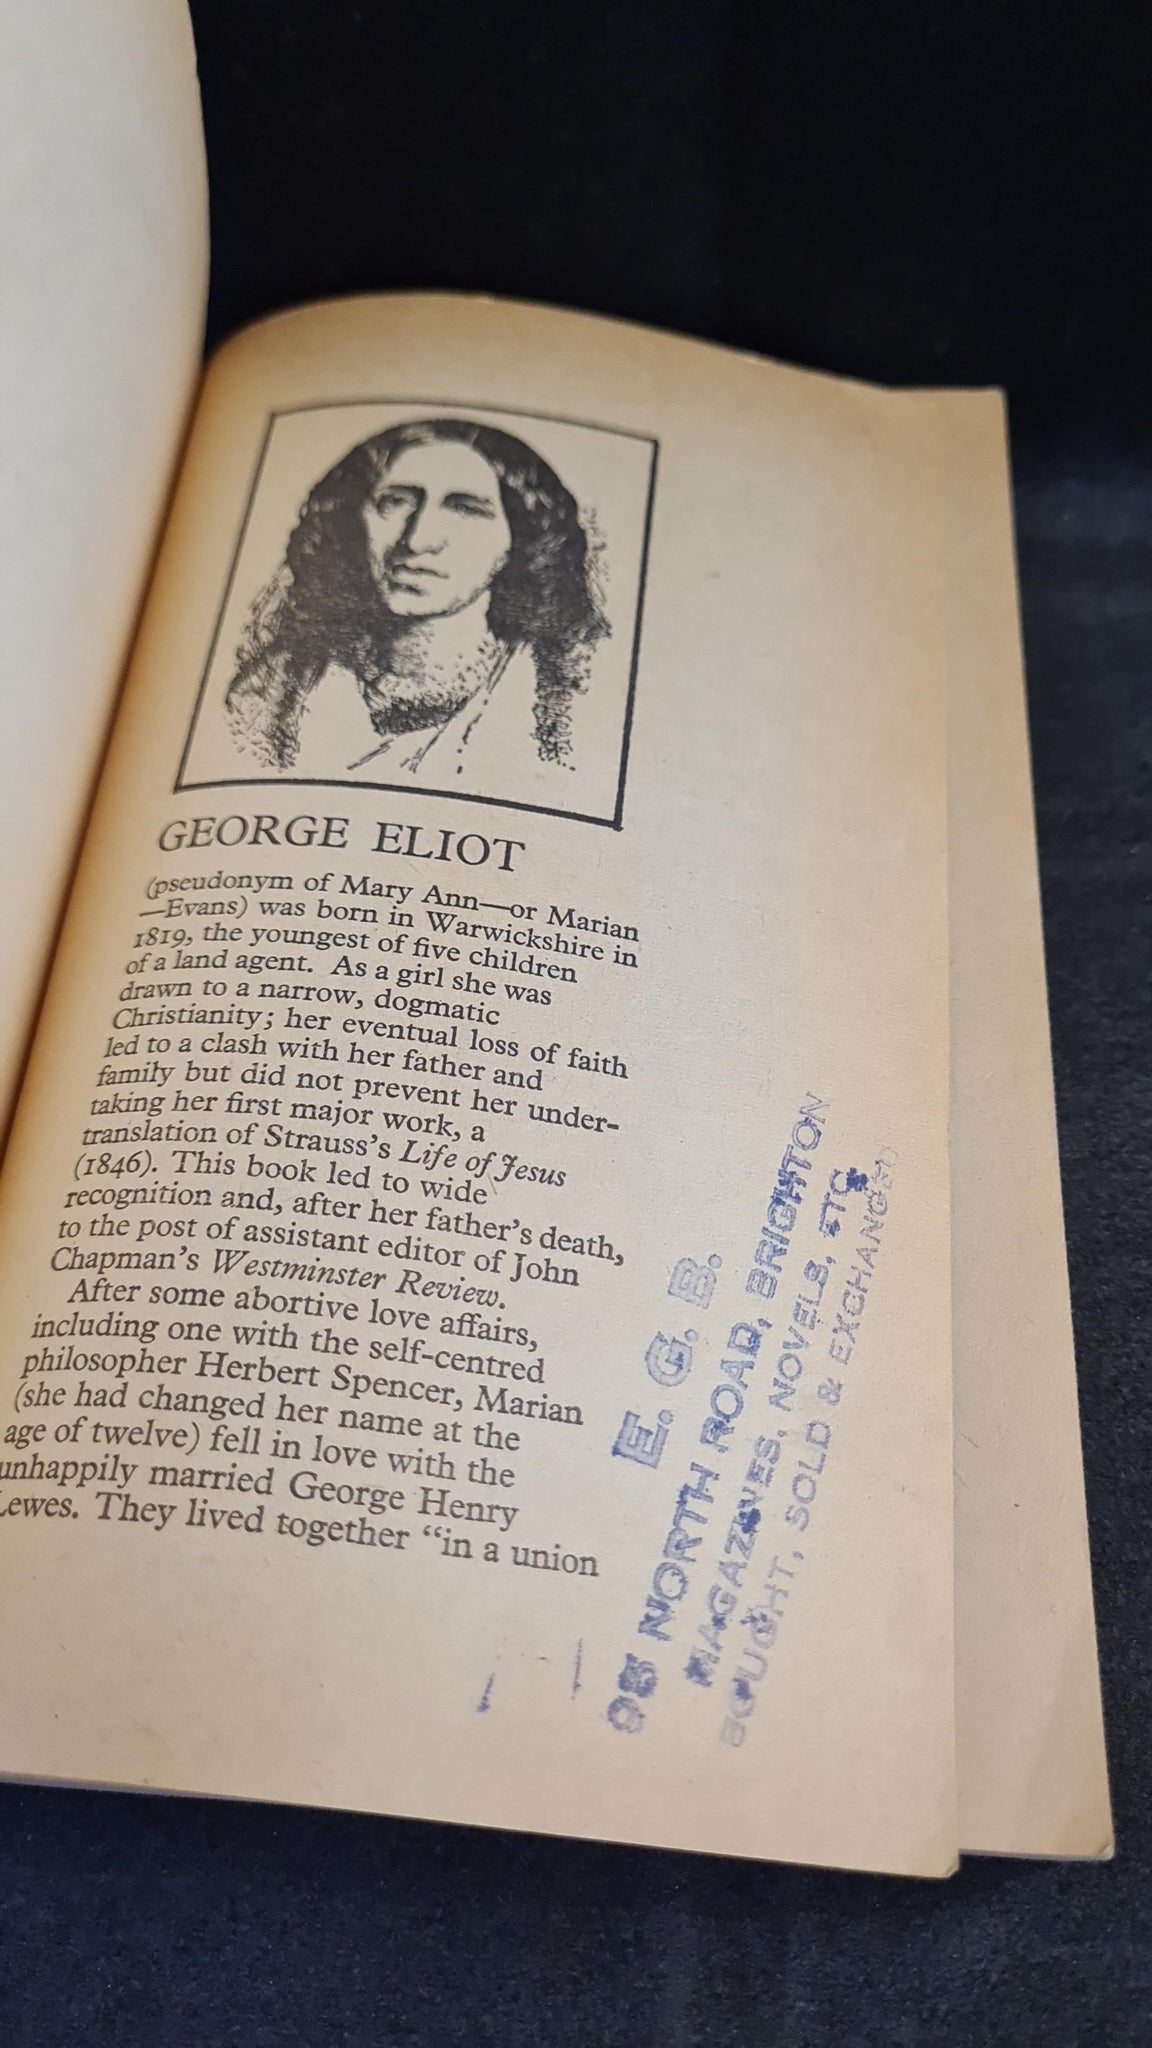 GEORGE ELIOT
(pseudonym of Mary Ann—or Marian
—Evans) was born in Warwickshire in
1819, the youngest of five children
of a land agent. As a girl she was
drawn to a narrow, dogmatic
Christianity; her eventual loss of faith
led to a clash with her father and
family but did not prevent her under-
taking her first major work, a
translation of Strauss's Life of Jesus
(1846). This book led to wide
recognition and, after her father's death,
to the post of assistant editor of John
Chapman's Westminster Review.
After some abortive love affairs,
including one with the self-centred
philosopher Herbert Spencer, Marian
(she had changed her name at the
age of twelve) fell in love with the
unhappily married George Henry
Lewes. They lived together “in a union
E. G. B.
95 NORTH ROAD, BRIGHTON
MAGAZINES, NOVELS, ETC.
BOUGHT, SOLD & EXCHANGED